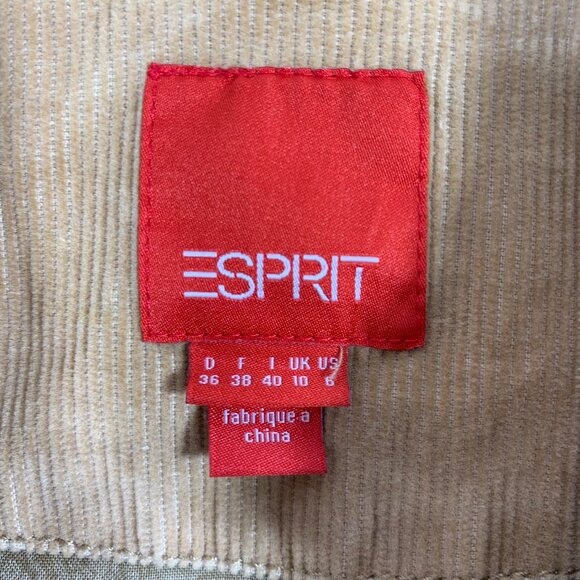 ESPRIT
D F I UK US
36 38 40 10 6
fabrique a
china